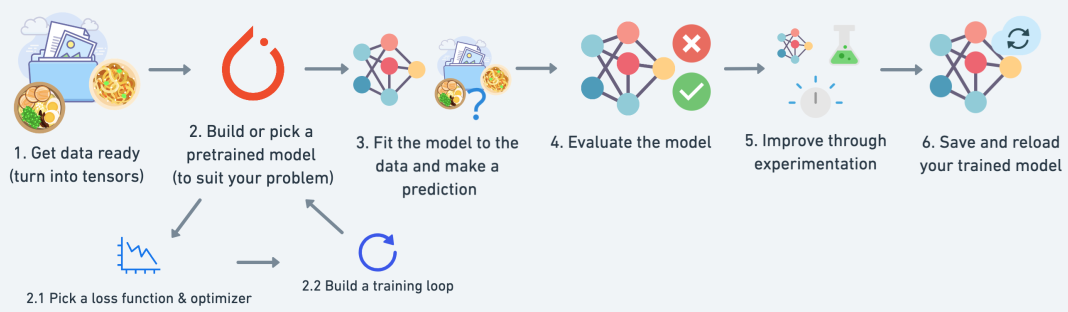 1. Get data ready
(turn into tensors)
2. Build or pick a
pretrained model
(to suit your problem)
3. Fit the model to the
data and make a
prediction
?
4. Evaluate the model
5. Improve through
experimentation
6. Save and reload
your trained model
2.1 Pick a loss function & optimizer
2.2 Build a training loop